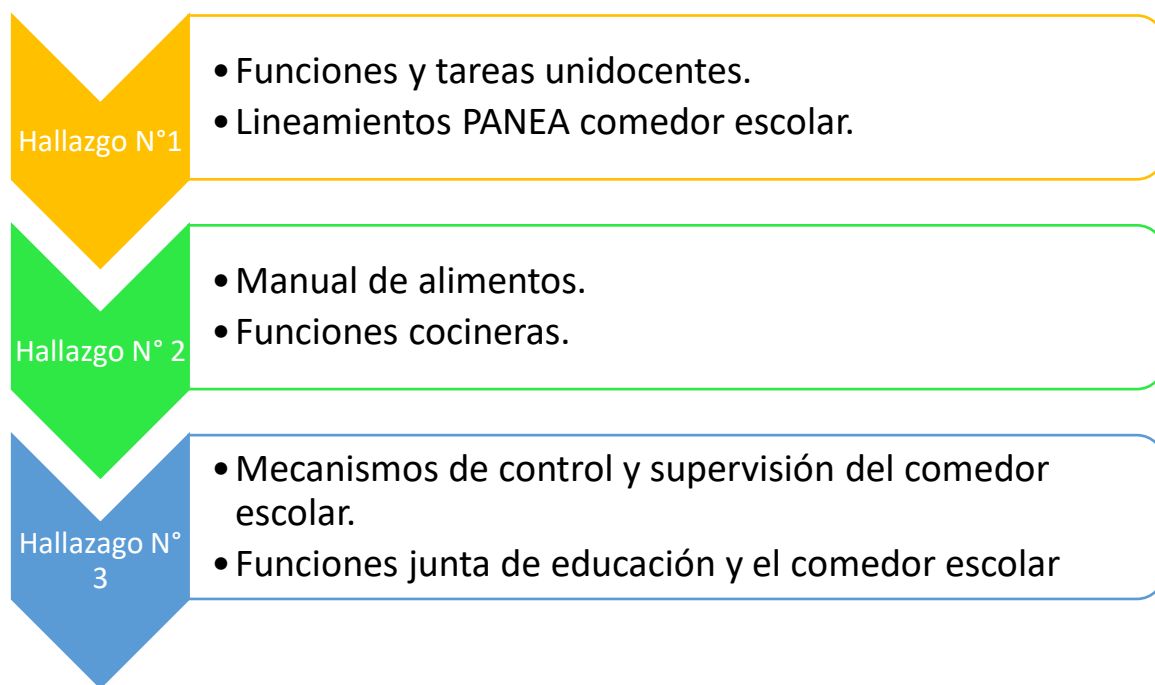 Hallazgo N°1
• Funciones y tareas unidocentes.
• Lineamientos PANEA comedor escolar.
Hallazgo N° 2
• Manual de alimentos.
• Funciones cocineras.
Hallazago N°
3
• Mecanismos de control y supervisión del comedor
escolar.
• Funciones junta de educación y el comedor escolar